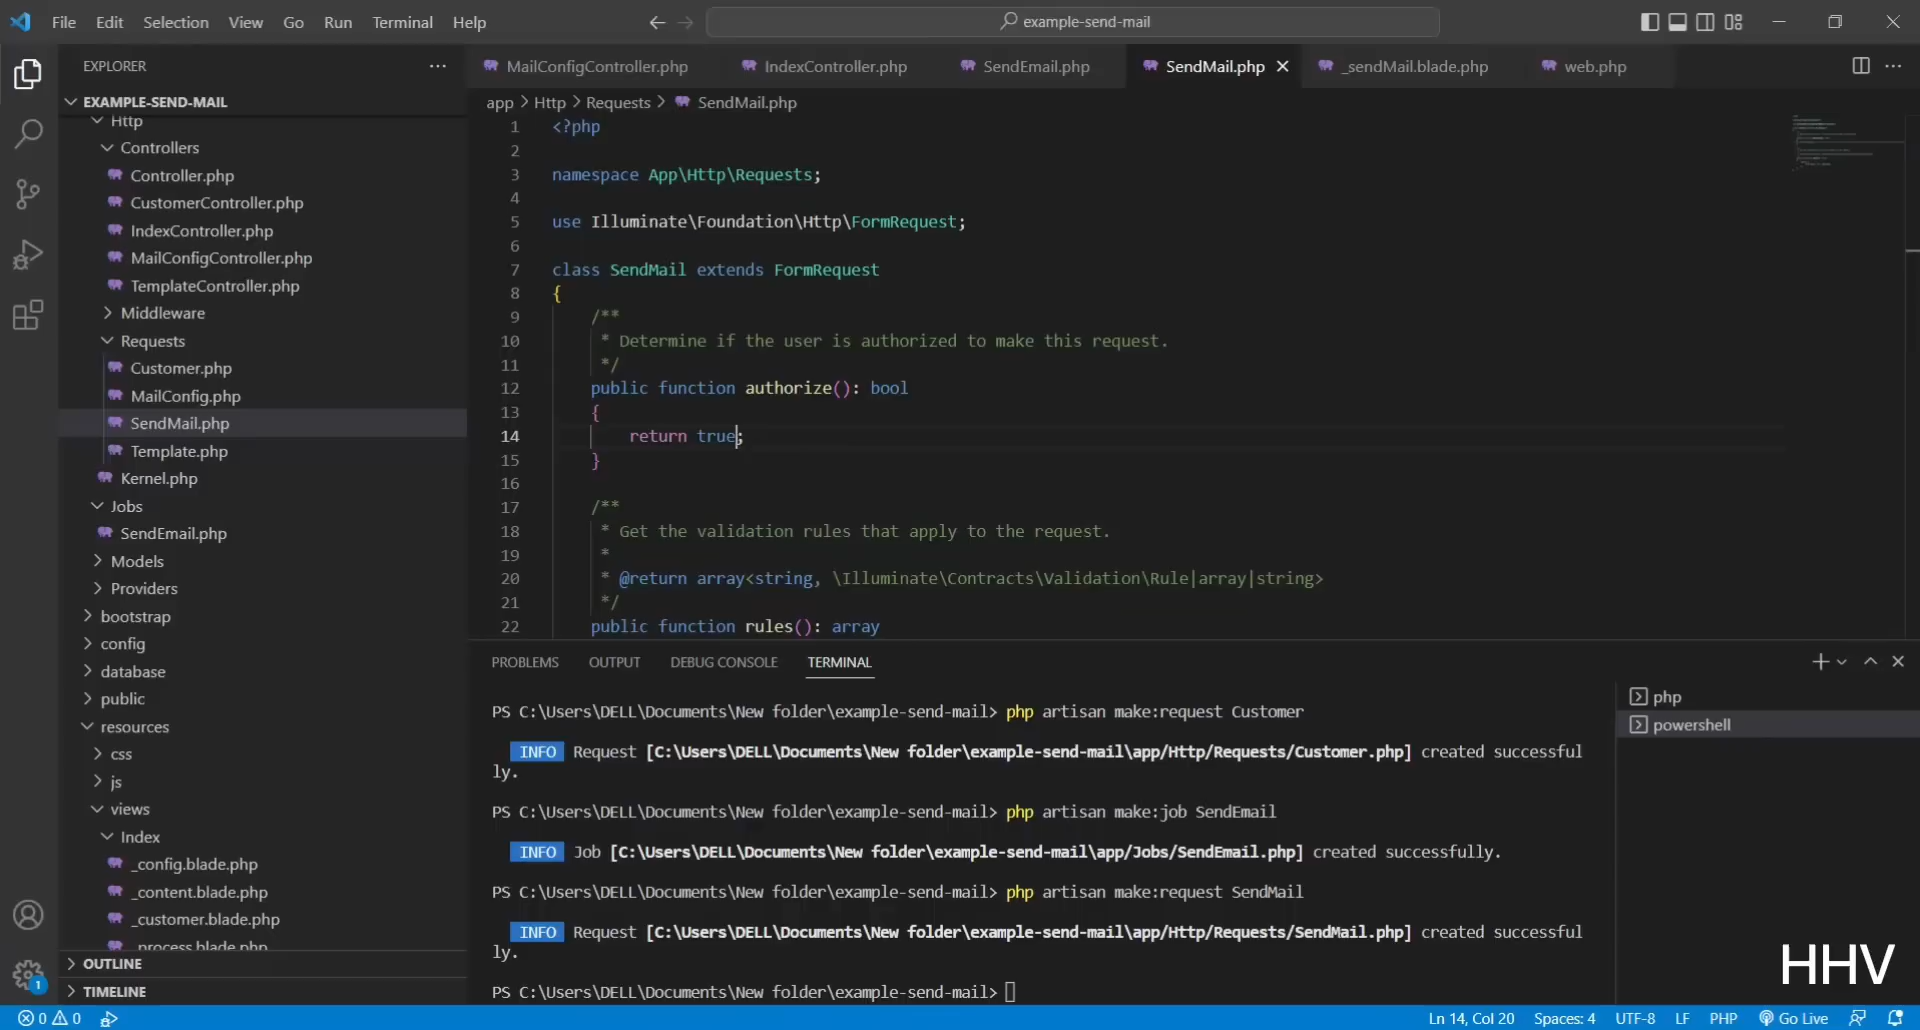 File Edit Selection View Go Run Terminal Help
example-send-mail
EXPLORER
MailConfigController.php IndexController.php SendEmail.php SendMail.php _sendMail.blade.php web.php
EXAMPLE-SEND-MAIL
Http
Controllers
Controller.php
CustomerController.php
IndexController.php
MailConfigController.php
TemplateController.php
Middleware
Requests
Customer.php
MailConfig.php
SendMail.php
Template.php
Kernel.php
Jobs
SendEmail.php
Models
Providers
bootstrap
config
database
public
resources
css
js
views
Index
_config.blade.php
_content.blade.php
_customer.blade.php
_process.blade.php
OUTLINE
TIMELINE
app > Http > Requests > SendMail.php
1 <?php
2
3 namespace App\Http\Requests;
4
5 use Illuminate\Foundation\Http\FormRequest;
6
7 class SendMail extends FormRequest
8 {
9 /**
10 * Determine if the user is authorized to make this request.
11 */
12 public function authorize(): bool
13 {
14 return true;
15 }
16
17 /**
18 * Get the validation rules that apply to the request.
19 *
20 * @return array<string, \Illuminate\Contracts\Validation\Rule|array|string>
21 */
22 public function rules(): array
PROBLEMS OUTPUT DEBUG CONSOLE TERMINAL
PS C:\Users\DELL\Documents\New folder\example-send-mail> php artisan make:request Customer
INFO Request [C:\Users\DELL\Documents\New folder\example-send-mail\app/Http/Requests/Customer.php] created successful
ly.
PS C:\Users\DELL\Documents\New folder\example-send-mail> php artisan make:job SendEmail
INFO Job [C:\Users\DELL\Documents\New folder\example-send-mail\app/Jobs/SendEmail.php] created successfully.
PS C:\Users\DELL\Documents\New folder\example-send-mail> php artisan make:request SendMail
INFO Request [C:\Users\DELL\Documents\New folder\example-send-mail\app/Http/Requests/SendMail.php] created successful
ly.
PS C:\Users\DELL\Documents\New folder\example-send-mail>
php
powershell
HHV
1
0 0
Ln 14, Col 20 Spaces: 4 UTF-8 LF PHP Go Live